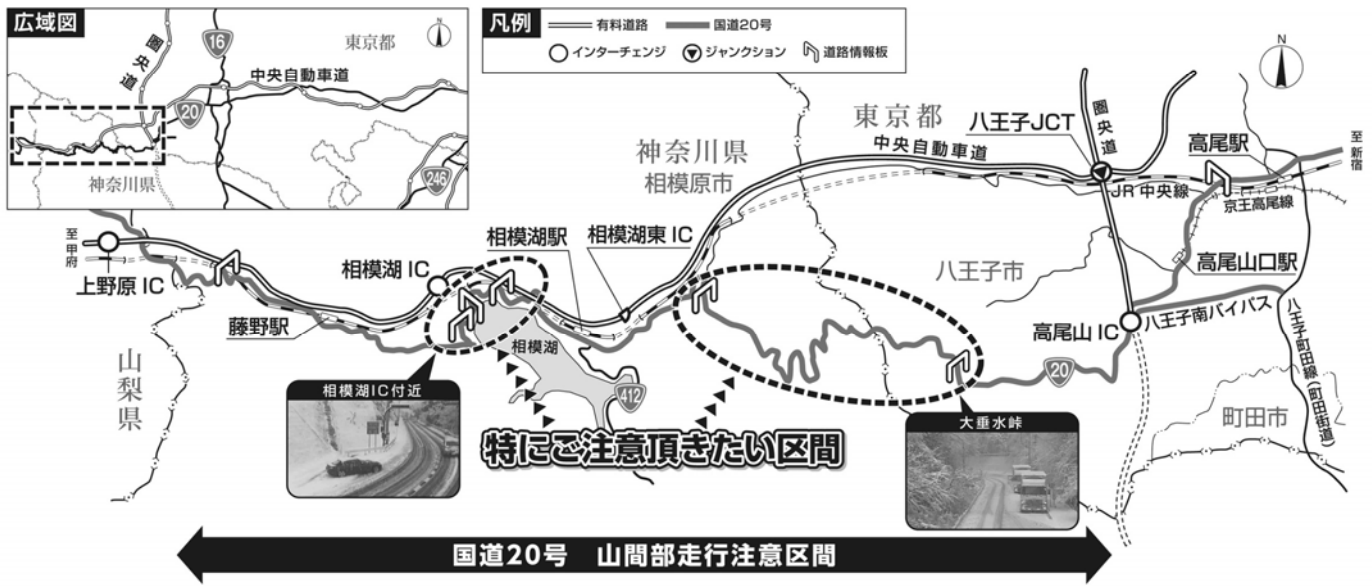 広域図
圏央道
16
東京都
N
中央自動車道
20
神奈川県
246
凡例
有料道路
国道20号
インターチェンジ
ジャンクション
道路情報板
N
東京都
八王子JCT
圏央道
高尾駅
至新宿
神奈川県
相模原市
中央自動車道
JR中央線
京王高尾線
至甲府
上野原 IC
相模湖 IC
相模湖駅
相模湖東 IC
八王子市
高尾山口駅
藤野駅
相模湖
高尾山 IC
八王子南バイパス
八王子町田線(町田街道)
山梨県
412
20
町田市
相模湖IC付近
大垂水峠
特にご注意頂きたい区間
国道20号 山間部走行注意区間